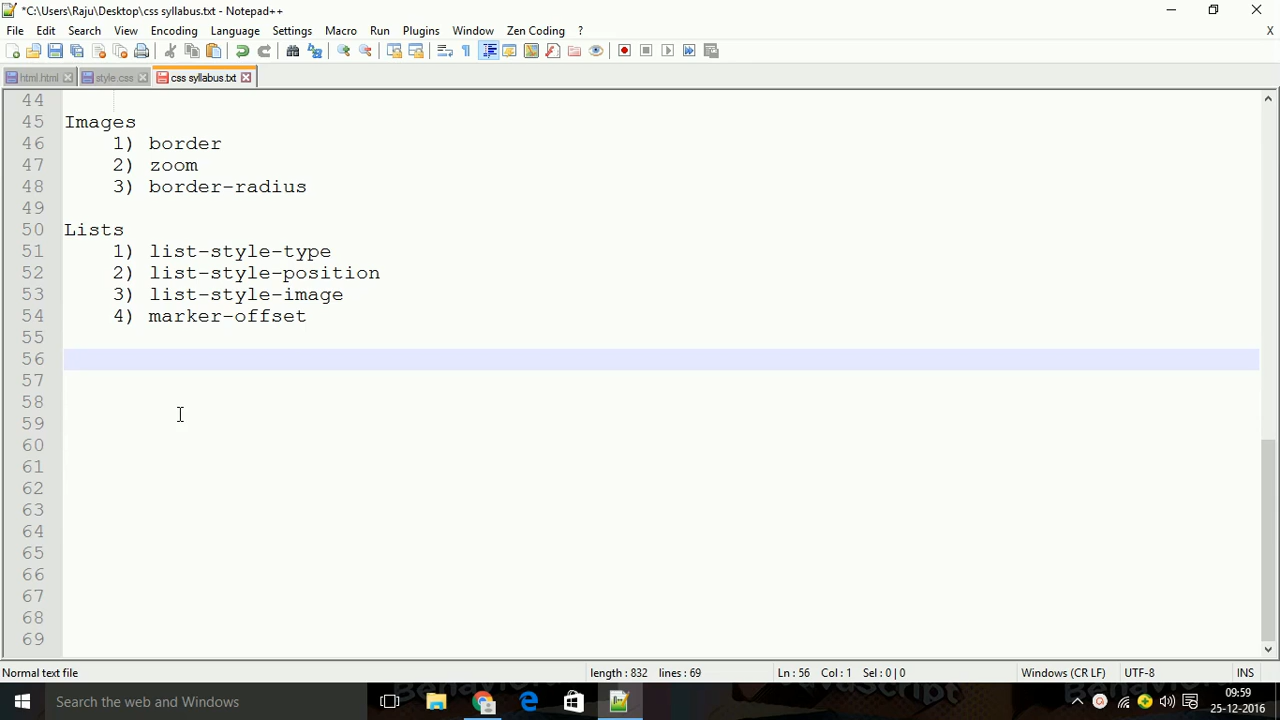 *C:\Users\Raju\Desktop\css syllabus.txt - Notepad++
File Edit Search View Encoding Language Settings Macro Run Plugins Window Zen Coding ? X
html.html style.css css syllabus.txt
44
45 Images
46 1) border
47 2) zoom
48 3) border-radius
49
50 Lists
51 1) list-style-type
52 2) list-style-position
53 3) list-style-image
54 4) marker-offset
55
56
57
58
59
60
61
62
63
64
65
66
67
68
69
Normal text file length : 832 lines : 69 Ln : 56 Col : 1 Sel : 0 | 0 Windows (CR LF) UTF-8 INS
Search the web and Windows
09:59
25-12-2016